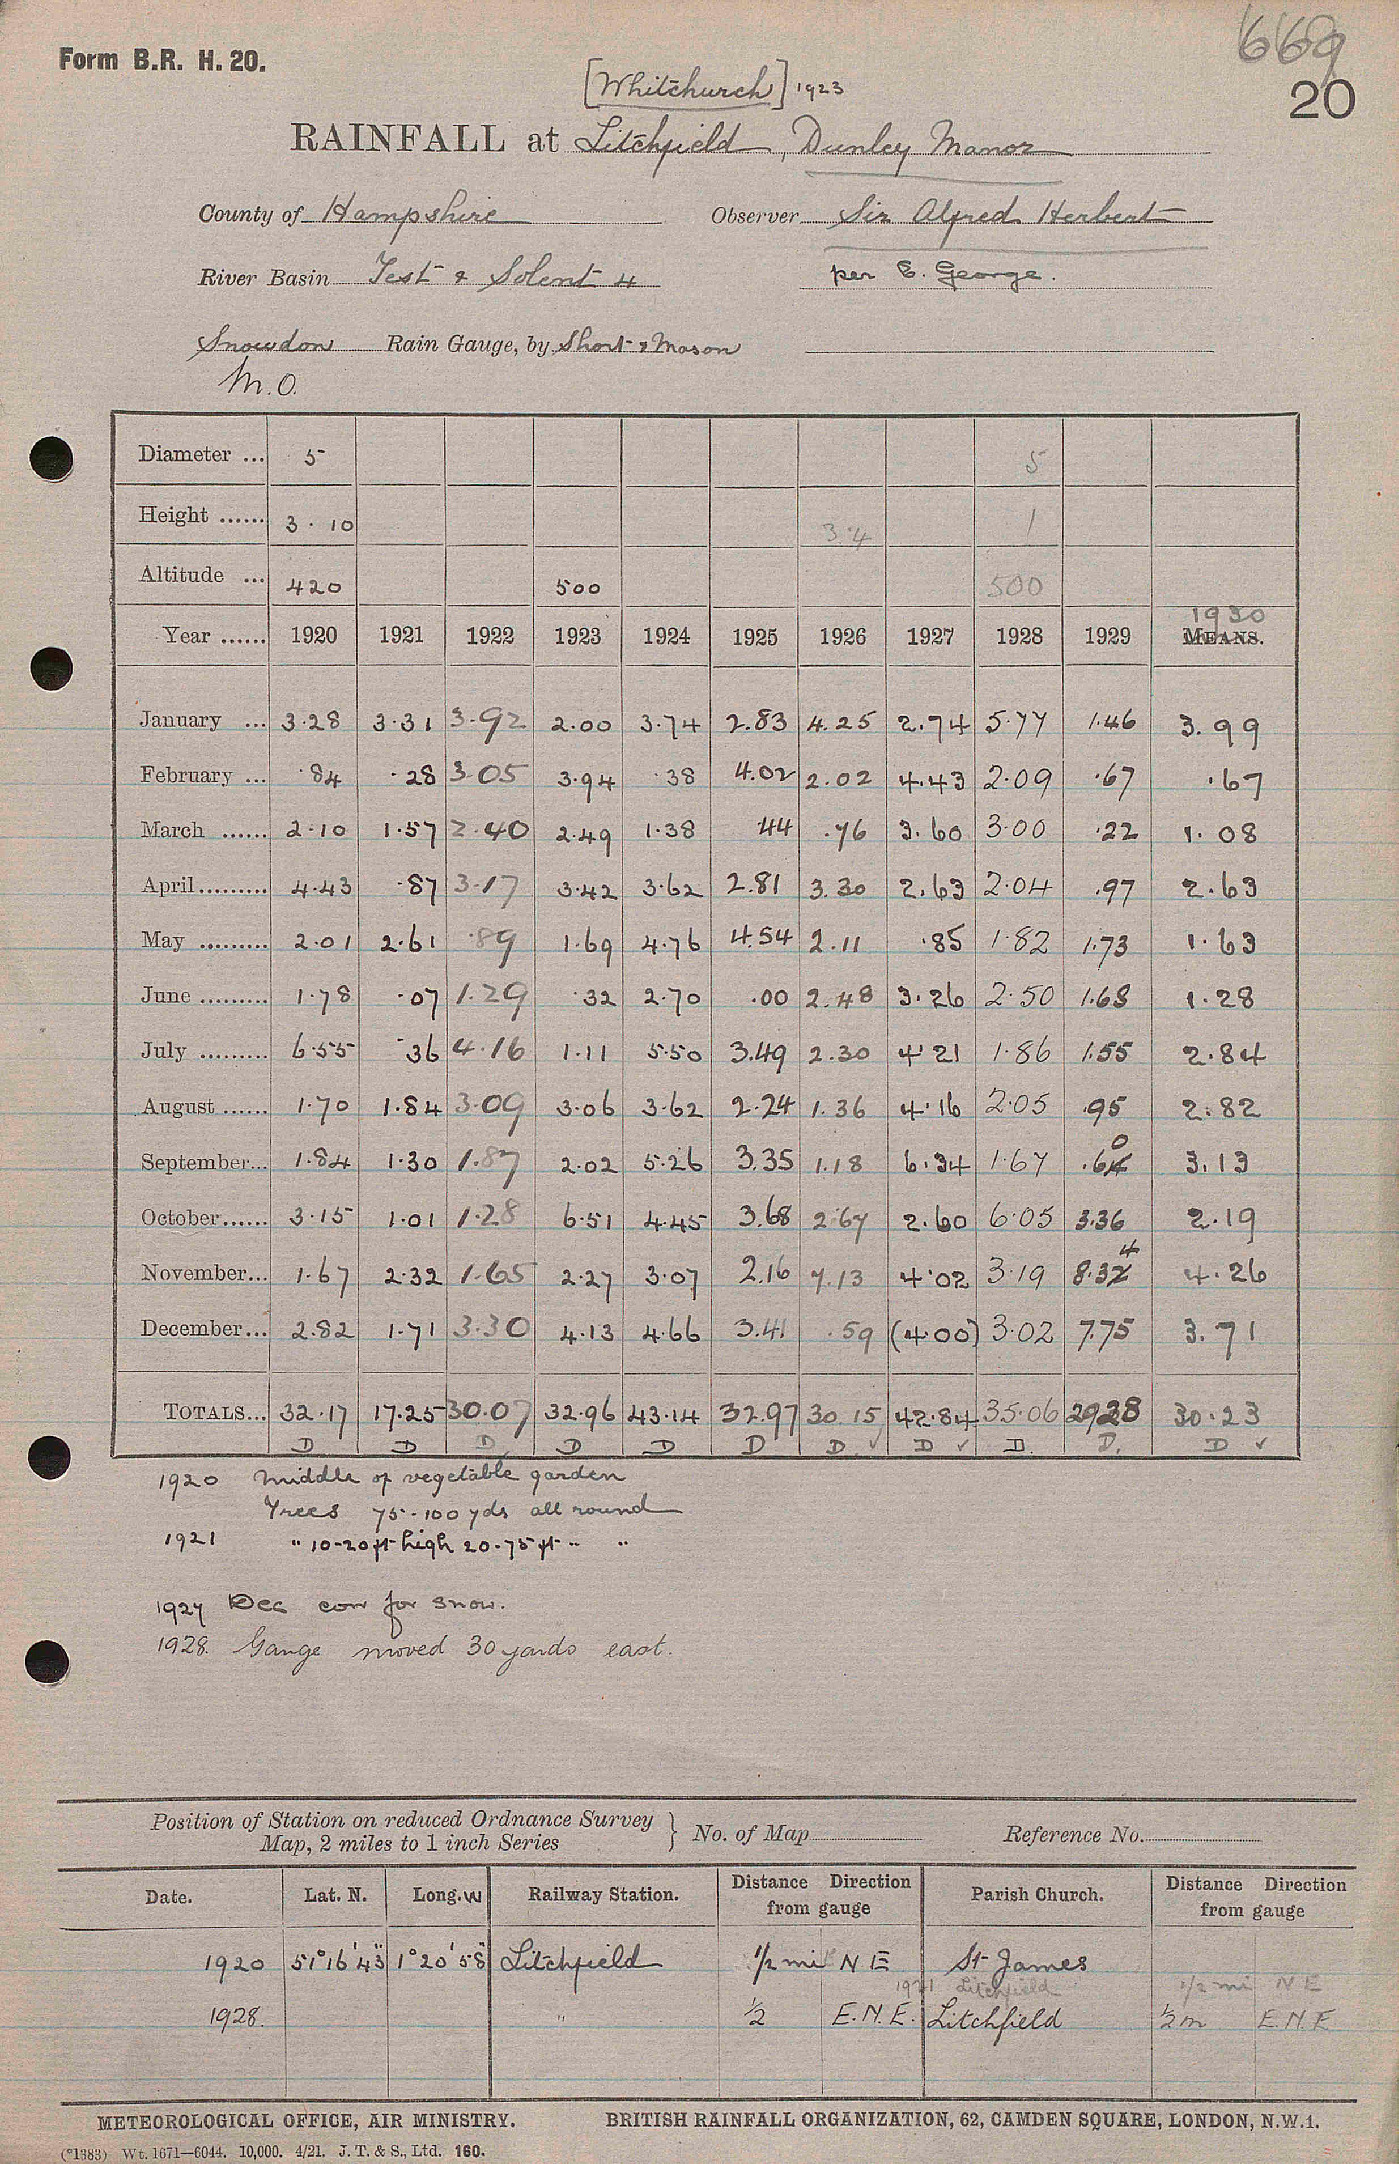 669
Form B.R. H. 20.
20
[Whitchurch] 1923
RAINFALL at Litchfield, Dunley Manor
County of Hampshire Observer Sir Alfred Herbert
River Basin Test & Solent 4 per E. George.
Snowdon Rain Gauge, by Short & Mason
M.O.
Diameter ... 5 5
Height ...... 3·10 3·4 1
Altitude ... 420 500 500
1930
Year ...... 1920 1921 1922 1923 1924 1925 1926 1927 1928 1929 MEANS.
January ... 3·28 3·31 3·92 2·00 3·74 2.83 4.25 2.74 5·77 1.46 3.99
February ... ·84 ·28 3·05 3·94 ·38 4.02 2.02 4.43 2·09 ·67 ·67
March ...... 2·10 1·57 2·40 2·49 1·38 44 .76 3.60 3·00 ·22 1·08
April ......... 4·43 ·87 3·17 3·42 3·62 2.81 3.30 2.63 2·04 .97 2·63
May ......... 2·01 2·61 ·89 1·69 4·76 4.54 2.11 ·85 1·82 1.73 1·63
June ......... 1·78 ·07 1·29 ·32 2·70 .00 2.48 3.26 2·50 1.68 1·28
July ......... 6·55 ·36 4·16 1·11 5·50 3.49 2.30 4·21 1·86 1.55 2·84
August ...... 1·70 1·84 3·09 3·06 3·62 2·24 1.36 4·16 2·05 .95 2.82
September... 1·84 1·30 1·87 2·02 5·26 3.35 1.18 6·34 1·67 .64 0 3.13
October ...... 3·15 1·01 1·28 6·51 4·45 3.68 2·67 2.60 6·05 3.36 2·19
November... 1·67 2·32 1·65 2·27 3·07 2.16 7.13 4·02 3·19 8·32 4 4·26
December... 2·82 1·71 3·30 4·13 4·66 3.41 .59 (4·00) 3·02 7.75 3.71
TOTALS... 32·17 17·25 30·07 32·96 43·14 32.97 30.15 42·84 35·06 29.28 30·23
D D D. D D D D. ✓ D ✓ D. D. D ✓
1920 Middle of vegetable garden
Trees 75-100 yds all round
1921 " 10-20 ft high 20-75 ft " "
1927 Dec corr for snow.
1928. Gauge moved 30 yards east.
Position of Station on reduced Ordnance Survey
Map, 2 miles to 1 inch Series } No. of Map Reference No.
Date. Lat. N. Long. W Railway Station. Distance Direction from gauge Parish Church. Distance Direction from gauge
1920 51° 16' 43" 1° 20' 58" Litchfield ½ mi N E St James
1921 Litchfield ½ mi N E
1928. " ½ E.N.E. Litchfield ½ m E.N.E
METEOROLOGICAL OFFICE, AIR MINISTRY. BRITISH RAINFALL ORGANIZATION, 62, CAMDEN SQUARE, LONDON, N.W.1.
(*1383) Wt. 1671—6044. 10,000. 4/21. J. T. & S., Ltd. 160.